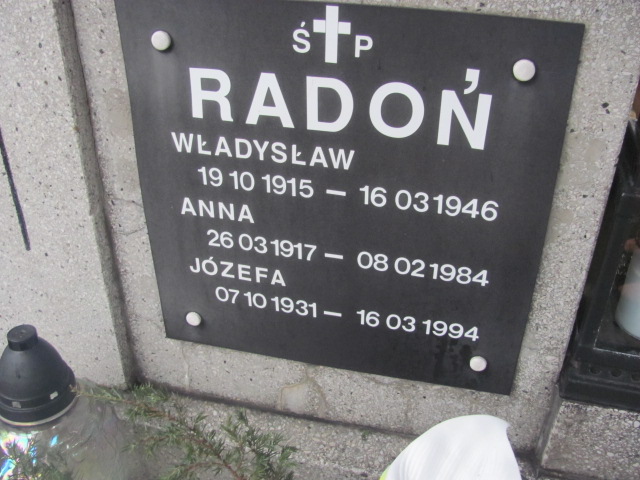 Ś✝P
RADOŃ
WŁADYSŁAW
19 10 1915 – 16 03 1946
ANNA
26 03 1917 – 08 02 1984
JÓZEFA
07 10 1931 – 16 03 1994